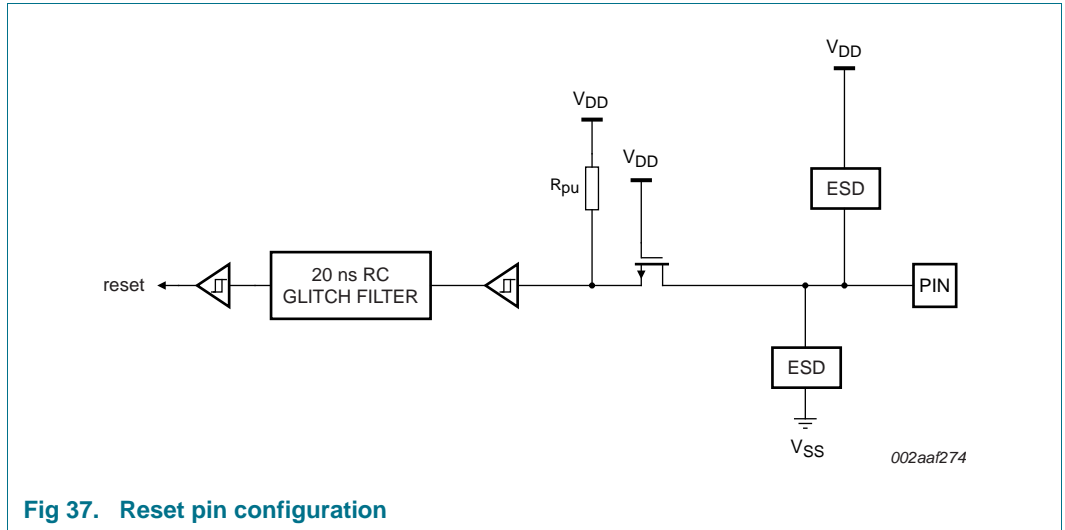 VDD
VDD
VDD
Rpu
ESD
reset
20 ns RC
GLITCH FILTER
PIN
ESD
VSS
002aaf274
Fig 37. Reset pin configuration